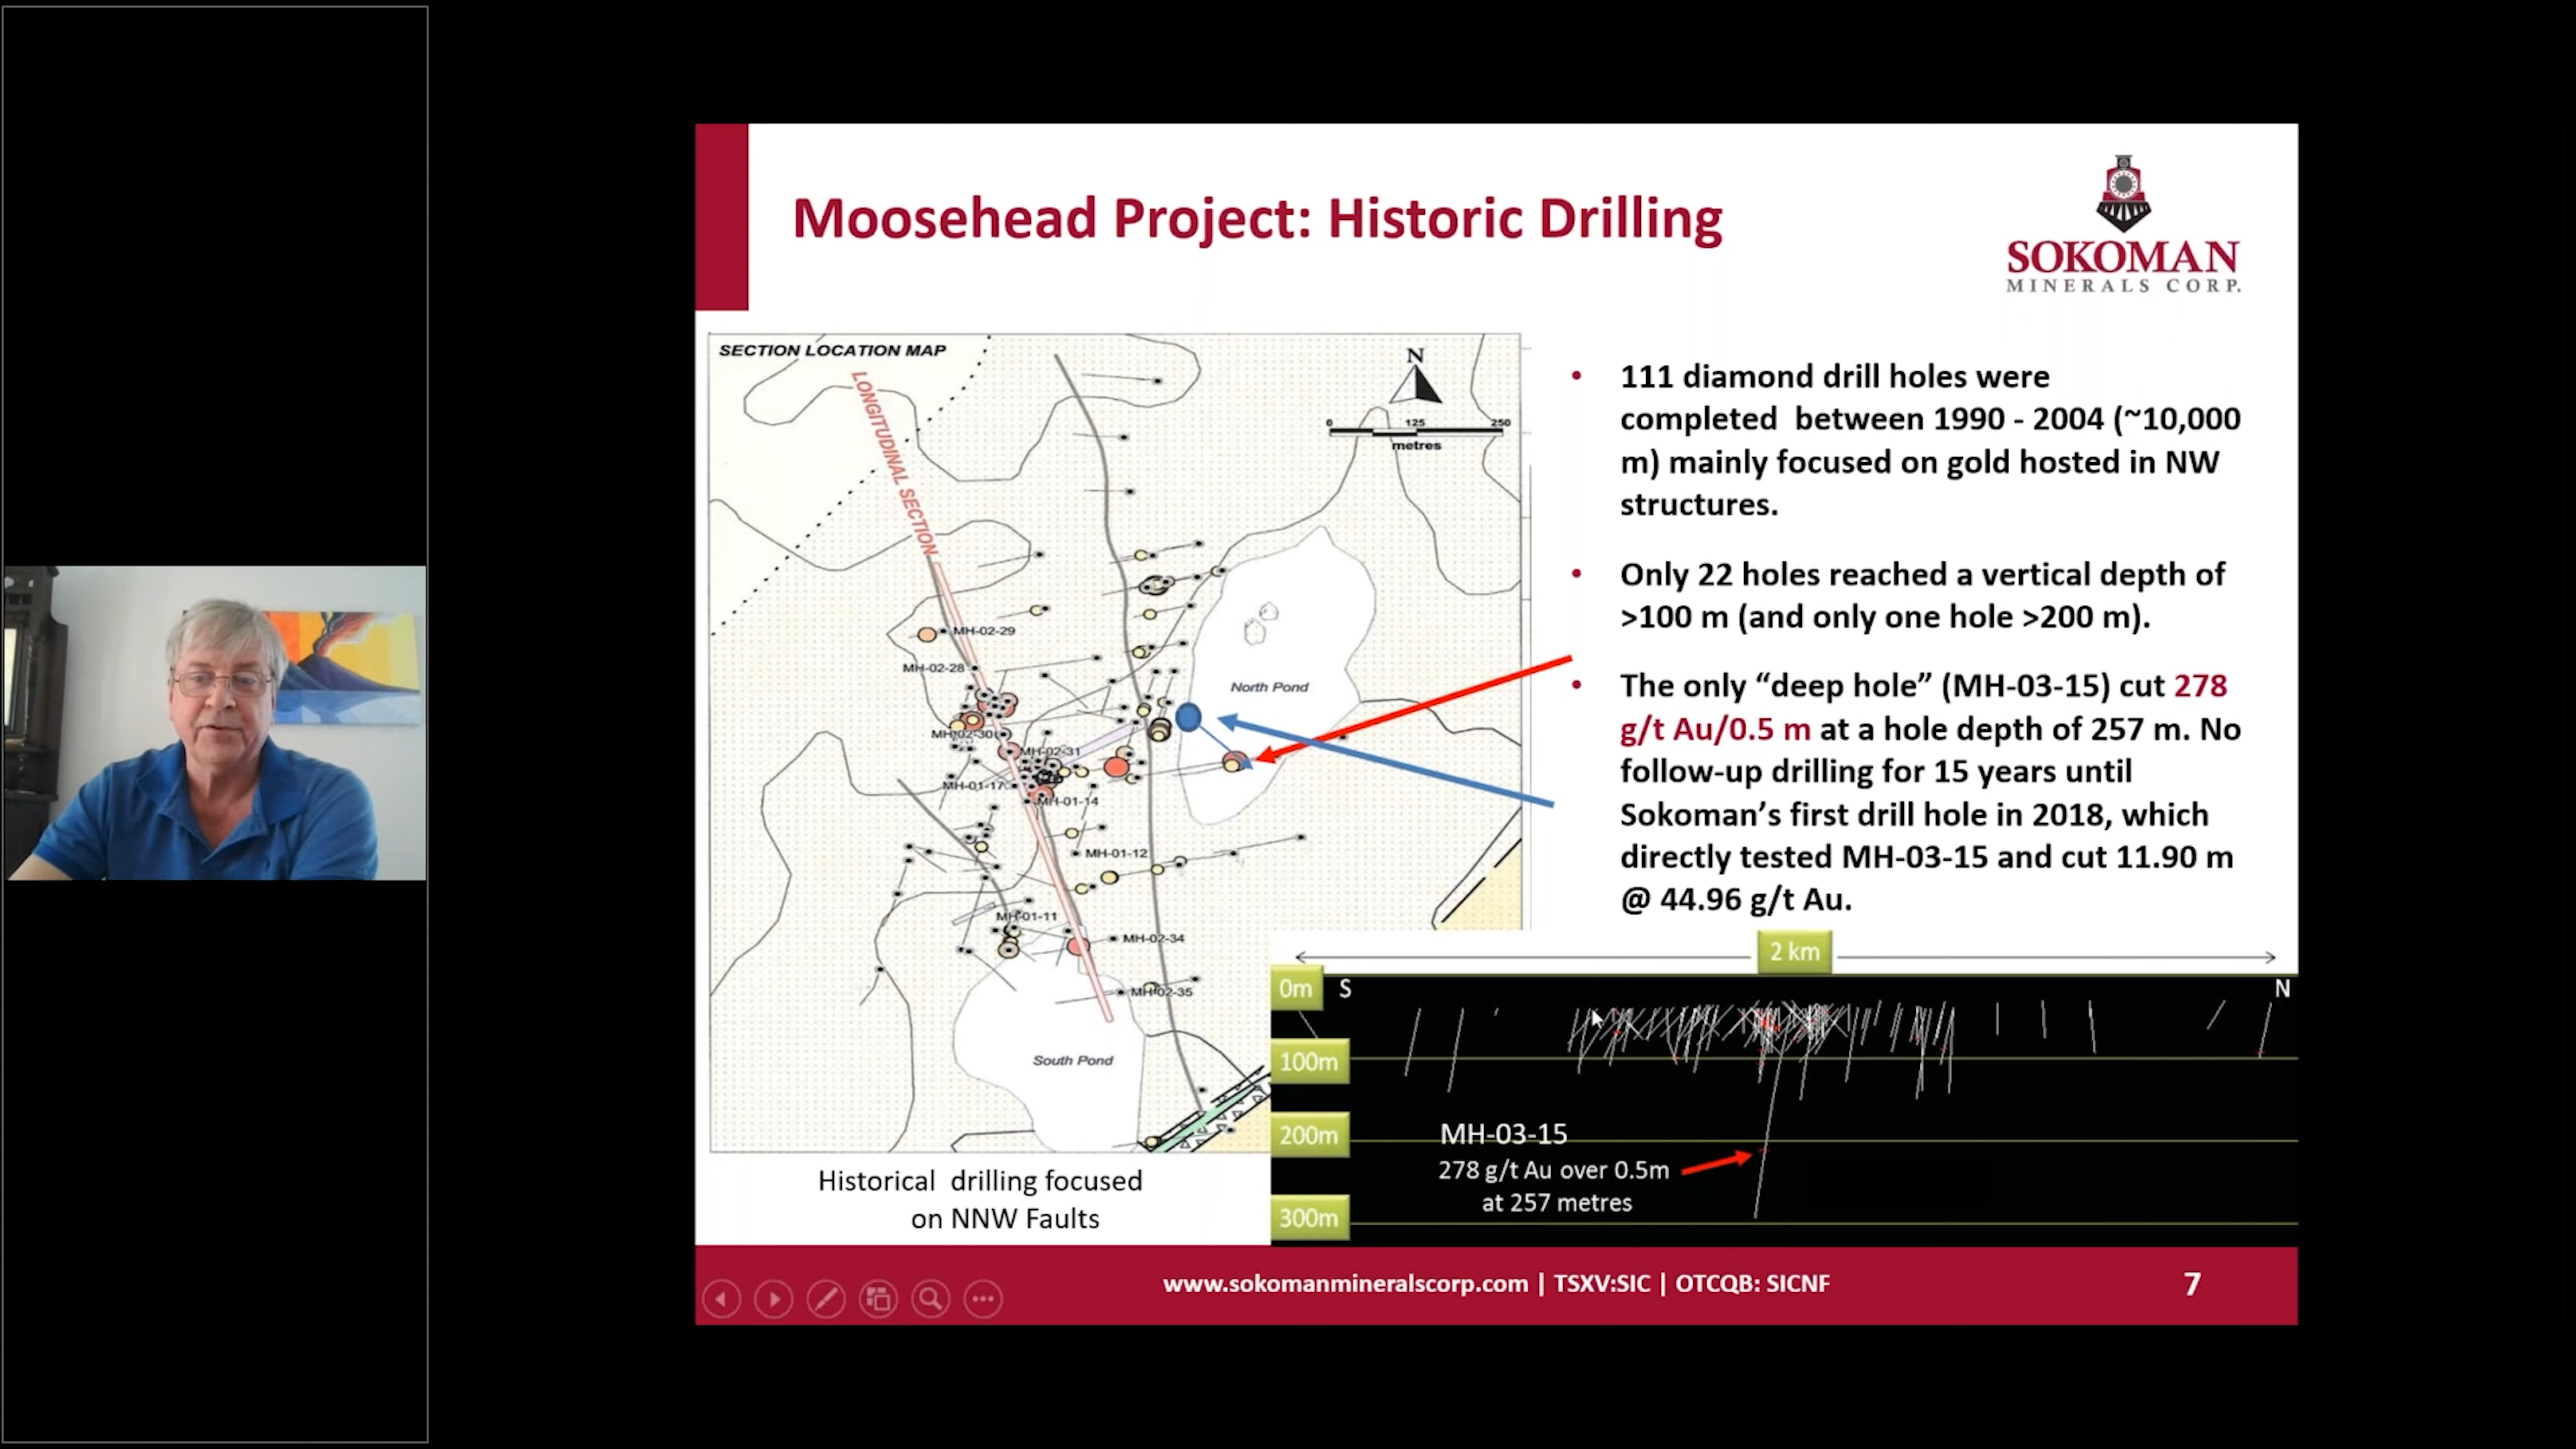 Moosehead Project: Historic Drilling
SOKOMAN
MINERALS CORP.
SECTION LOCATION MAP
LONGITUDINAL SECTION
N
0 125 250
metres
MH-02-29
MH-02-28
North Pond
MH-02-30
MH-02-31
MH-01-17
MH-01-14
MH-01-12
MH-01-11
MH-02-34
MH-02-35
South Pond
Historical drilling focused
on NNW Faults
• 111 diamond drill holes were
completed between 1990 - 2004 (~10,000
m) mainly focused on gold hosted in NW
structures.
• Only 22 holes reached a vertical depth of
>100 m (and only one hole >200 m).
• The only “deep hole” (MH-03-15) cut 278
g/t Au/0.5 m at a hole depth of 257 m. No
follow-up drilling for 15 years until
Sokoman’s first drill hole in 2018, which
directly tested MH-03-15 and cut 11.90 m
@ 44.96 g/t Au.
2 km
0m S N
100m
200m
300m
MH-03-15
278 g/t Au over 0.5m
at 257 metres
www.sokomanmineralscorp.com | TSXV:SIC | OTCQB: SICNF
7